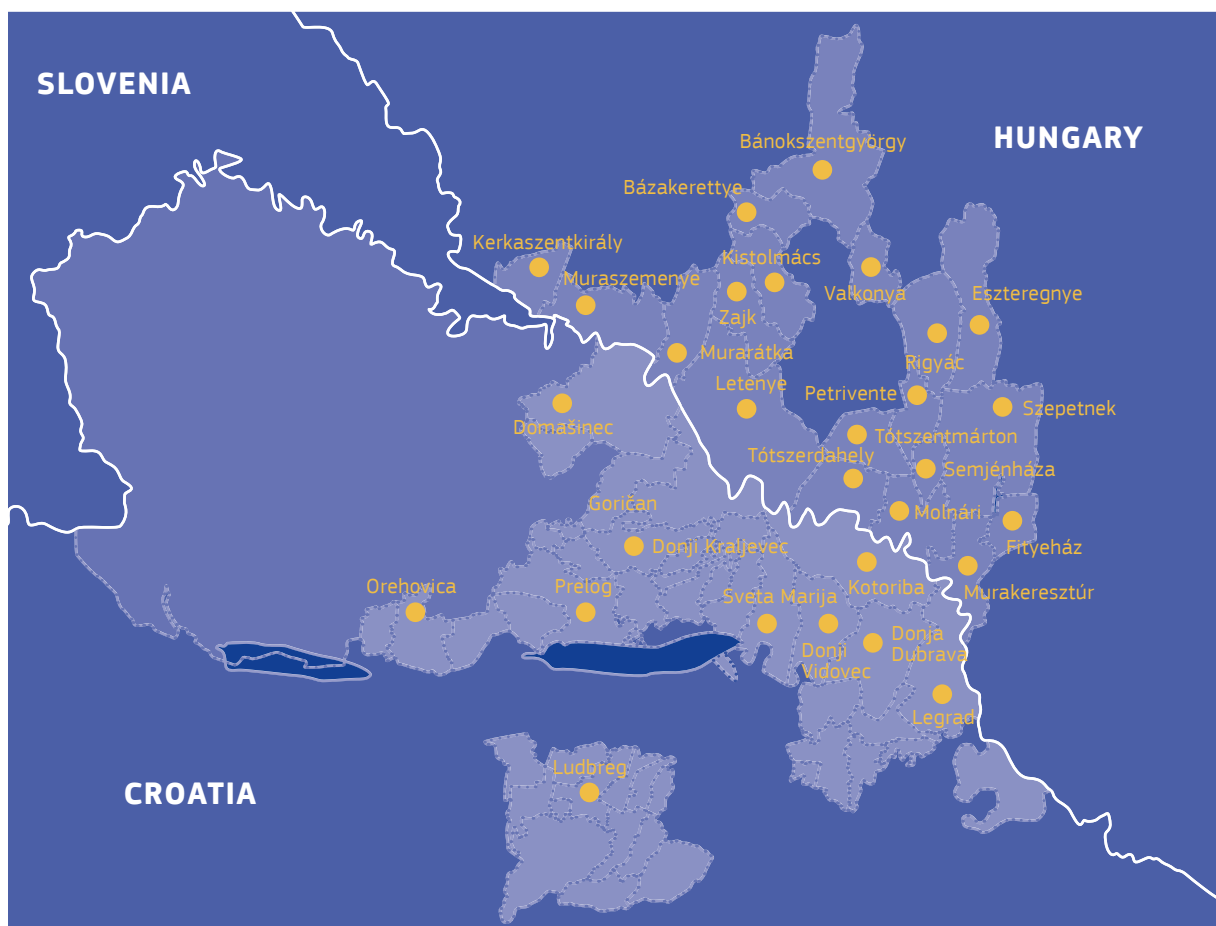 SLOVENIA
HUNGARY
Bánokszentgyörgy
Bázakerettye
Kerkaszentkirály
Kistolmács
Muraszemenye
Valkonya
Eszteregnye
Zajk
Murarátka
Rigyác
Letenye
Petrivente
Szepetnek
Domašinec
Tótszentmárton
Tótszerdahely
Semjénháza
Goričan
Molnári
Donji Kraljevec
Fityeház
Orehovica
Prelog
Sveta Marija
Kotoriba
Murakeresztúr
Donji
Vidovec
Donja
Dubrava
Legrad
Ludbreg
CROATIA